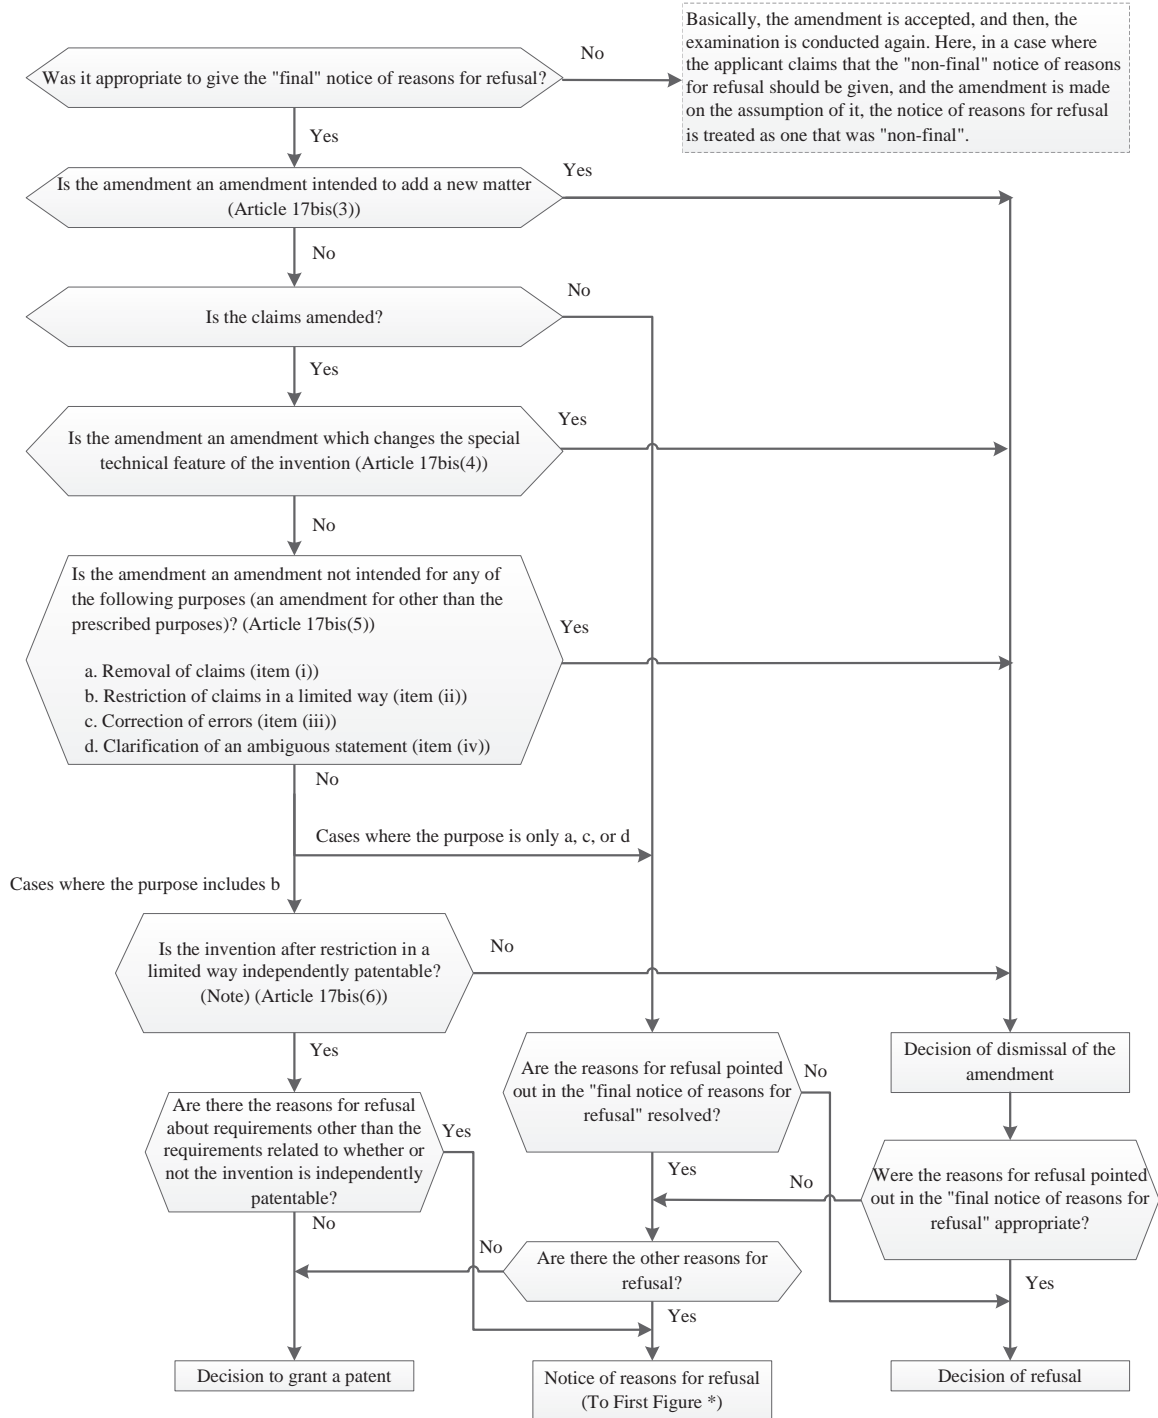 Basically, the amendment is accepted, and then, the
examination is conducted again. Here, in a case where
the applicant claims that the "non-final" notice of reasons
for refusal should be given, and the amendment is made
on the assumption of it, the notice of reasons for refusal
is treated as one that was "non-final".
Was it appropriate to give the "final" notice of reasons for refusal?
No
Yes
Is the amendment an amendment intended to add a new matter
(Article 17bis(3))
Yes
No
Is the claims amended?
No
Yes
Is the amendment an amendment which changes the special
technical feature of the invention (Article 17bis(4))
Yes
No
Is the amendment an amendment not intended for any of
the following purposes (an amendment for other than the
prescribed purposes)? (Article 17bis(5))
a. Removal of claims (item (i))
b. Restriction of claims in a limited way (item (ii))
c. Correction of errors (item (iii))
d. Clarification of an ambiguous statement (item (iv))
Yes
No
Cases where the purpose is only a, c, or d
Cases where the purpose includes b
Is the invention after restriction in a
limited way independently patentable?
(Note) (Article 17bis(6))
No
Yes
Are there the reasons for refusal
about requirements other than the
requirements related to whether or
not the invention is independently
patentable?
Yes
No
Are the reasons for refusal pointed
out in the "final notice of reasons for
refusal" resolved?
No
Yes
Decision of dismissal of the
amendment
Were the reasons for refusal pointed
out in the "final notice of reasons for
refusal" appropriate?
No
Yes
Are there the other reasons for
refusal?
No
Yes
Decision to grant a patent
Notice of reasons for refusal
(To First Figure *)
Decision of refusal